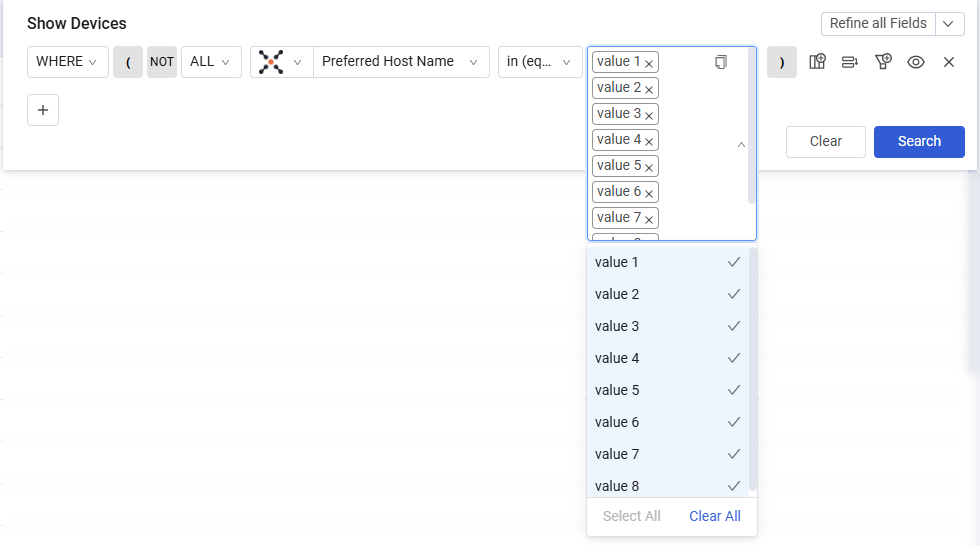 Show Devices
Refine all Fields
WHERE ( NOT ALL Preferred Host Name in (eq... )
value 1
value 2
value 3
value 4
value 5
value 6
value 7
+
Clear Search
value 1
value 2
value 3
value 4
value 5
value 6
value 7
value 8
Select All Clear All